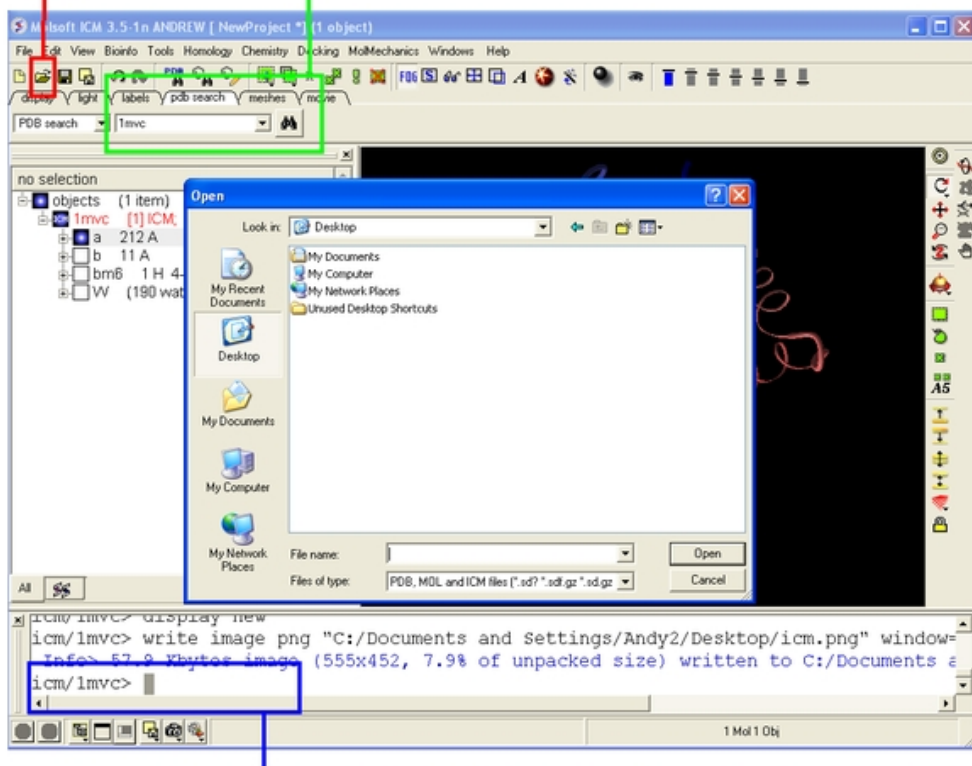 Molsoft ICM 3.5-1n ANDREW [ NewProject *] (1 object)
File Edit View Bioinfo Tools Homology Chemistry Docking MolMechanics Windows Help
display light labels pdb search meshes movie
PDB search 1mvc
no selection
objects (1 item)
1mvc [1] ICM;
a 212 A
b 11 A
bm6 1 H 4-
W (190 wat
All
Open
Look in: Desktop
My Recent Documents
Desktop
My Documents
My Computer
My Network Places
My Documents
My Computer
My Network Places
Unused Desktop Shortcuts
File name:
Open
Files of type: PDB, MOL and ICM files (*.sd? *.sdf.gz *.sd.gz
Cancel
A5
icm/1mvc> display new
icm/1mvc> write image png "C:/Documents and Settings/Andy2/Desktop/icm.png" window=
Info> 57.9 Kbytes image (555x452, 7.9% of unpacked size) written to C:/Documents a
icm/1mvc>
1 Mol 1 Obj